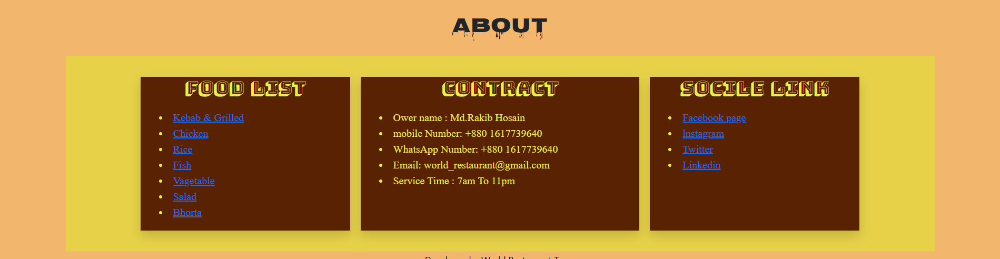 ABOUT
FOOD LIST
Kebab & Grilled
Chicken
Rice
Fish
Vagetable
Salad
Bhorta
CONTRACT
Ower name : Md.Rakib Hosain
mobile Number: +880 1617739640
WhatsApp Number: +880 1617739640
Email: world_restaurant@gmail.com
Service Time : 7am To 11pm
SOCILE LINK
Facebook page
lnstagram
Twitter
Linkedin